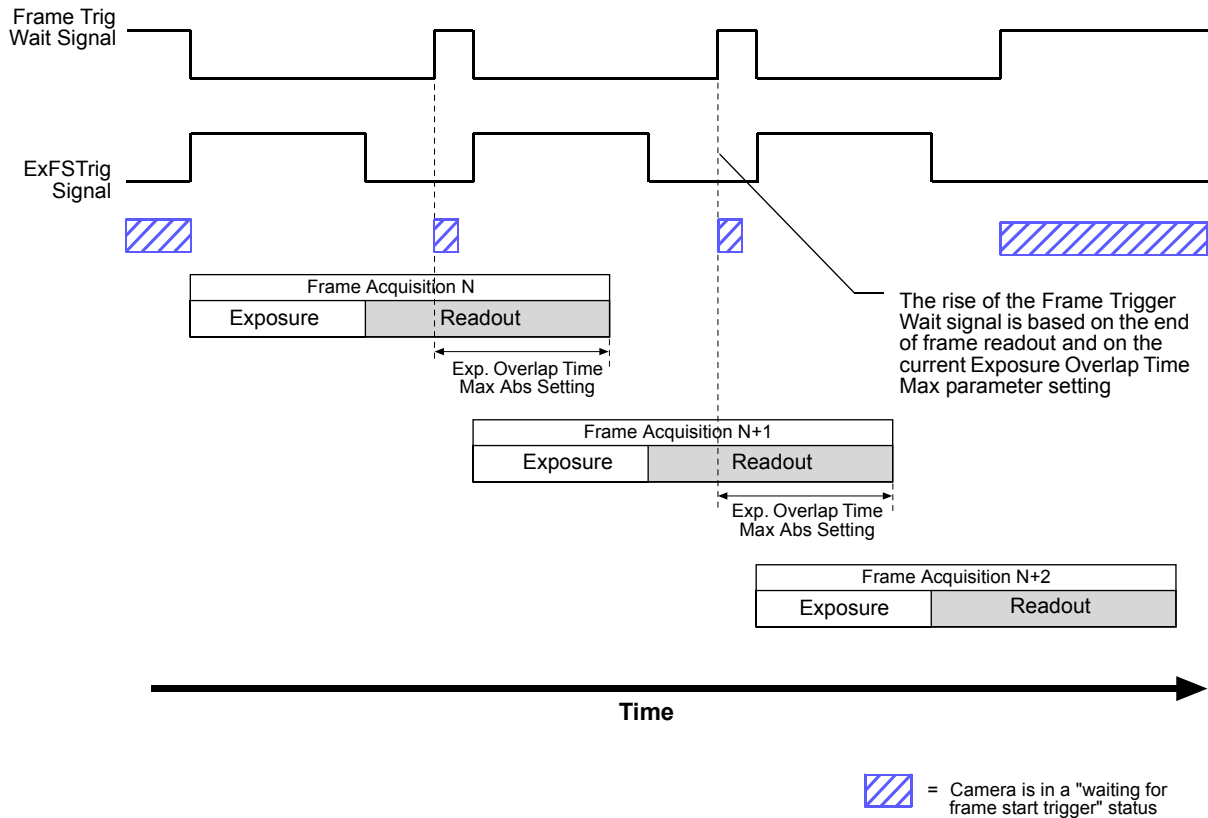 Frame Trig
Wait Signal
ExFSTrig
Signal
Frame Acquisition N
Exposure
Readout
Exp. Overlap Time
Max Abs Setting
The rise of the Frame Trigger
Wait signal is based on the end
of frame readout and on the
current Exposure Overlap Time
Max parameter setting
Frame Acquisition N+1
Exposure
Readout
Exp. Overlap Time
Max Abs Setting
Frame Acquisition N+2
Exposure
Readout
Time
= Camera is in a "waiting for
frame start trigger" status